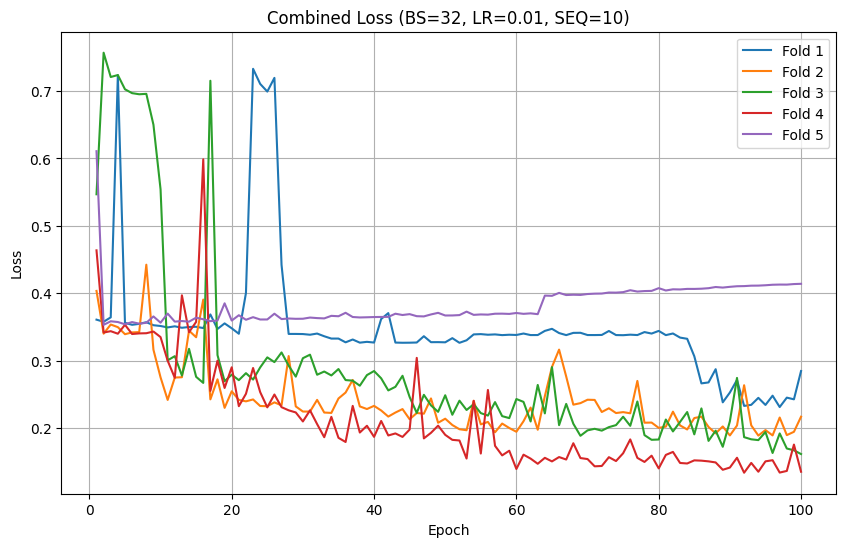 Combined Loss (BS=32, LR=0.01, SEQ=10)
Fold 1
Fold 2
Fold 3
Fold 4
Fold 5
Loss
0.7
0.6
0.5
0.4
0.3
0.2
0
20
40
60
80
100
Epoch